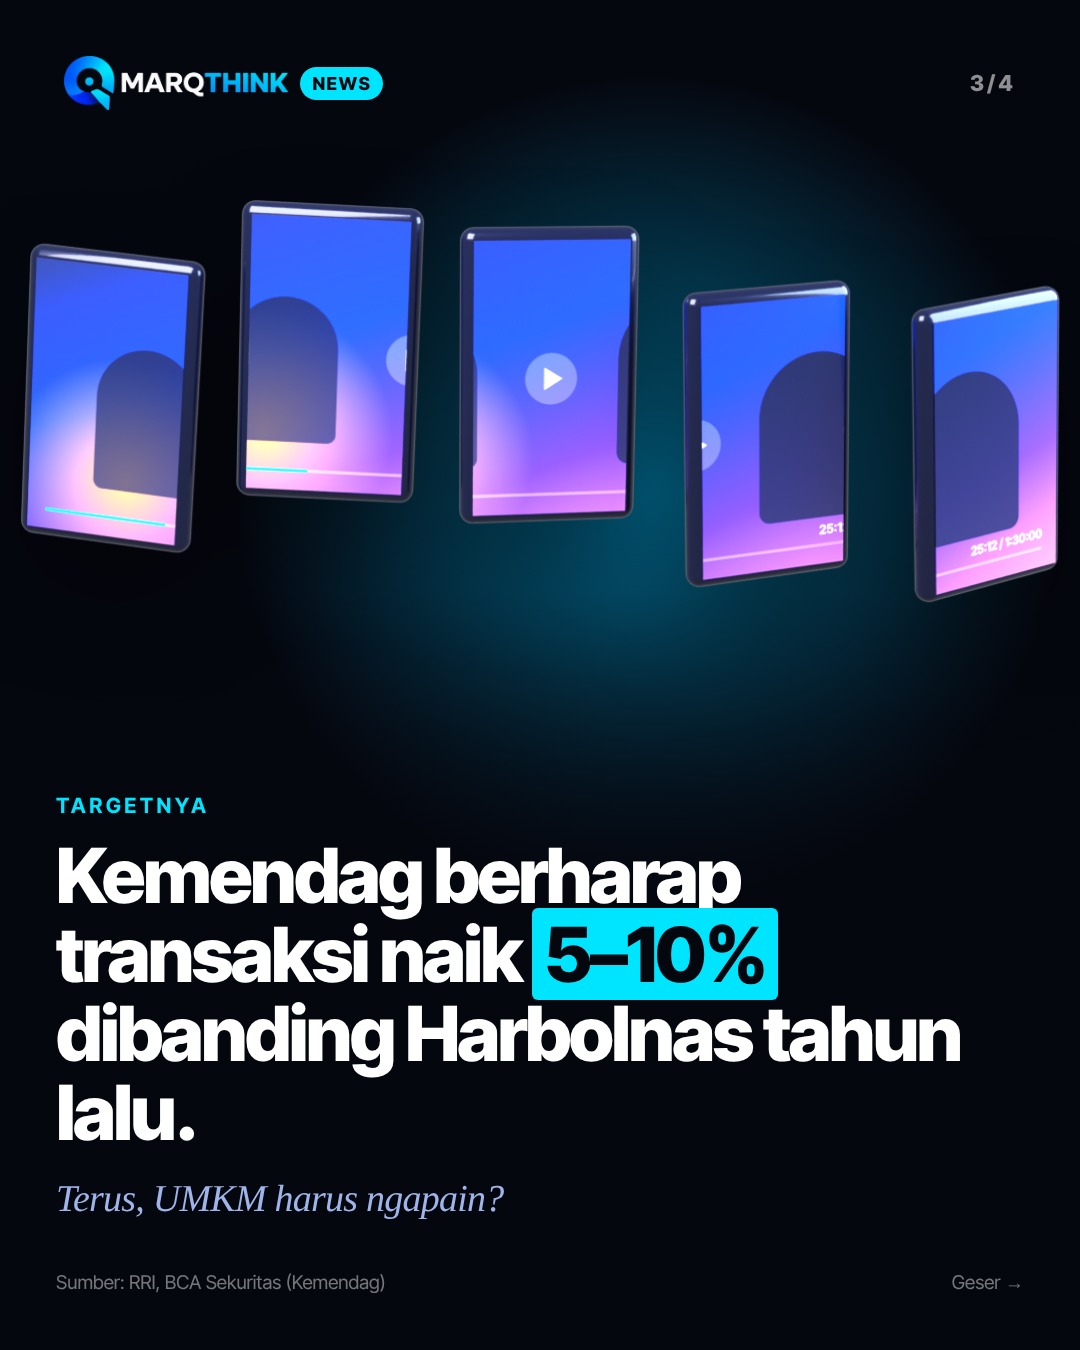 MARQTHINK NEWS
3/4
25:1
25:12 / 1:30:00
TARGETNYA
Kemendag berharap
transaksi naik 5–10%
dibanding Harbolnas tahun
lalu.
Terus, UMKM harus ngapain?
Sumber: RRI, BCA Sekuritas (Kemendag)
Geser →